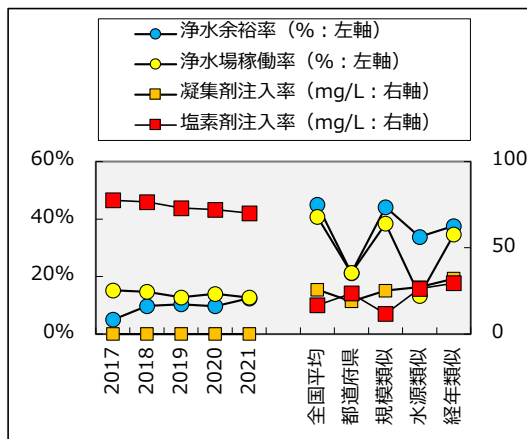 浄水余裕率（%：左軸）
浄水場稼働率（%：左軸）
凝集剤注入率（mg/L：右軸）
塩素剤注入率（mg/L：右軸）
60%
40%
20%
0%
100
50
0
2017
2018
2019
2020
2021
全国平均
都道府県
規模類似
水源類似
経年類似